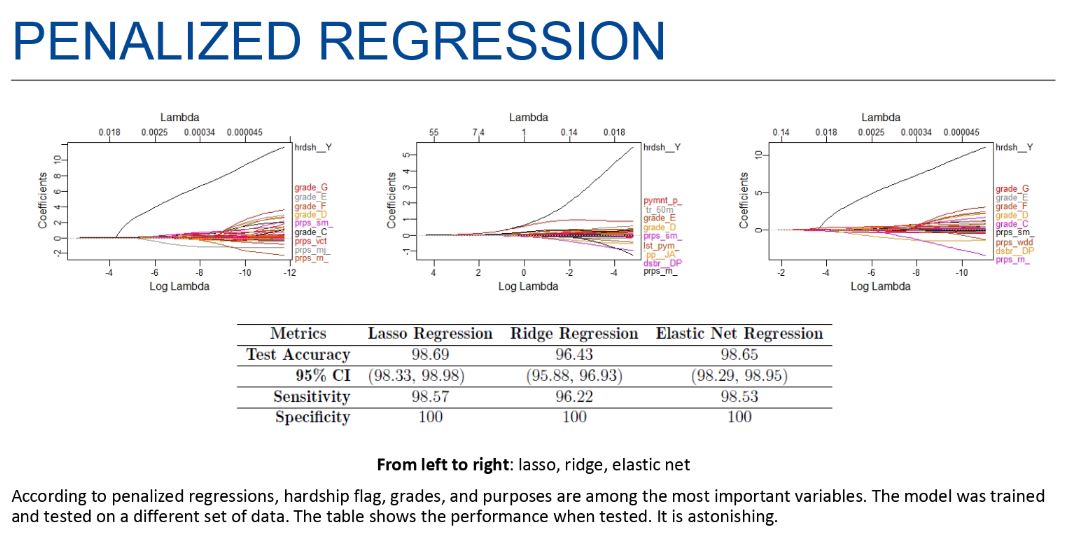 PENALIZED REGRESSION
Lambda
0.018 0.0025 0.00034 0.000045
Coefficients
10
8
6
4
2
0
-2
-4 -6 -8 -10 -12
Log Lambda
hrdsh__Y
grade_G
grade_E
grade_F
grade_D
prps_sm_
grade_C
prps_vct
prps_mj_
prps_m_
Lambda
55 7.4 1 0.14 0.018
Coefficients
5
4
3
2
1
0
-1
4 2 0 -2 -4
Log Lambda
hrdsh__Y
pymnt_p_
tr_60m
grade_E
grade_D
prps_sm_
lst_pym_
pp__JA
dsbr__DP
prps_m_
Lambda
0.14 0.018 0.0025 0.00034 0.000045
Coefficients
10
5
0
-2 -4 -6 -8 -10
Log Lambda
hrdsh__Y
grade_G
grade_E
grade_F
grade_D
grade_C
prps_sm_
prps_wdd
dsbr__DP
prps_m_
Metrics Lasso Regression Ridge Regression Elastic Net Regression
Test Accuracy 98.69 96.43 98.65
95% CI (98.33, 98.98) (95.88, 96.93) (98.29, 98.95)
Sensitivity 98.57 96.22 98.53
Specificity 100 100 100
From left to right: lasso, ridge, elastic net
According to penalized regressions, hardship flag, grades, and purposes are among the most important variables. The model was trained
and tested on a different set of data. The table shows the performance when tested. It is astonishing.